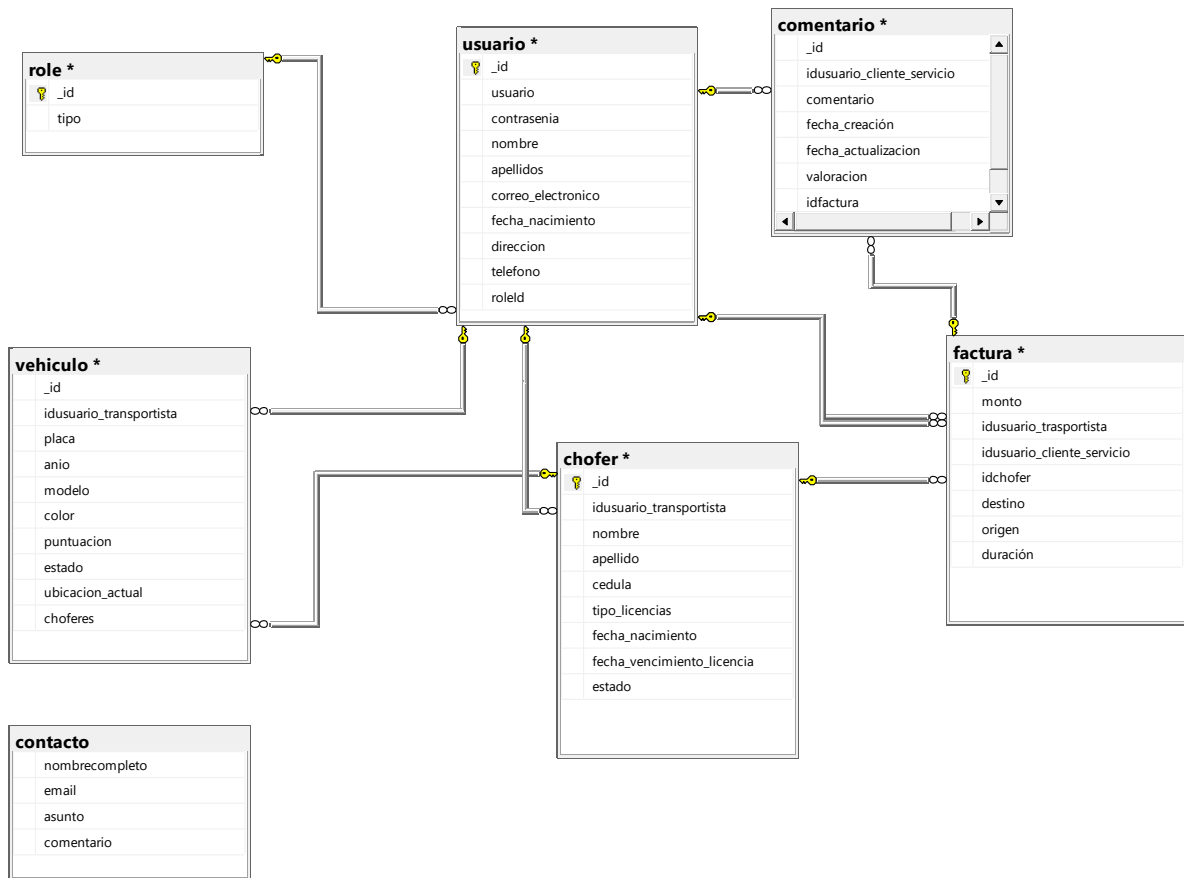 role *
_id
tipo
usuario *
_id
usuario
contrasenia
nombre
apellidos
correo_electronico
fecha_nacimiento
direccion
telefono
roleId
comentario *
_id
idusuario_cliente_servicio
comentario
fecha_creación
fecha_actualizacion
valoracion
idfactura
vehiculo *
_id
idusuario_transportista
placa
anio
modelo
color
puntuacion
estado
ubicacion_actual
choferes
chofer *
_id
idusuario_transportista
nombre
apellido
cedula
tipo_licencias
fecha_nacimiento
fecha_vencimiento_licencia
estado
factura *
_id
monto
idusuario_trasportista
idusuario_cliente_servicio
idchofer
destino
origen
duración
contacto
nombrecompleto
email
asunto
comentario